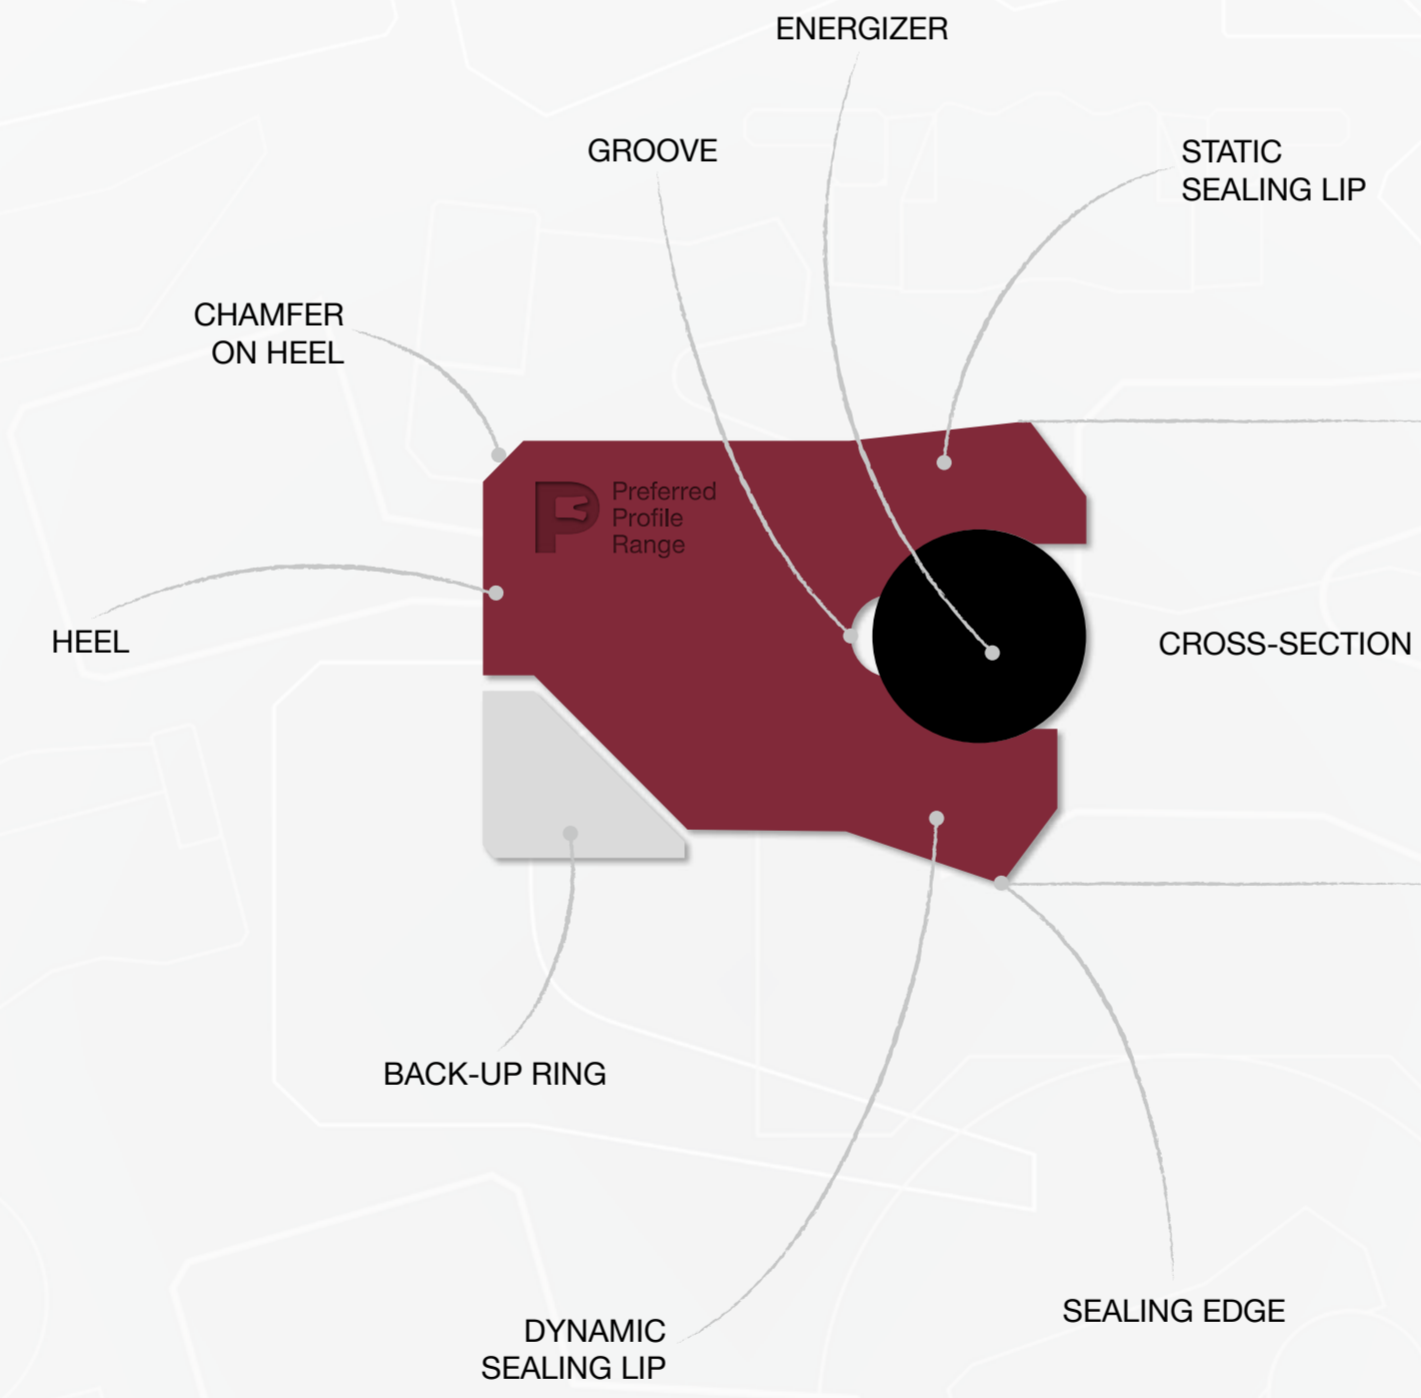 ENERGIZER
GROOVE
STATIC
SEALING LIP
CHAMFER
ON HEEL
Preferred
Profile
Range
HEEL
CROSS-SECTION
BACK-UP RING
SEALING EDGE
DYNAMIC
SEALING LIP